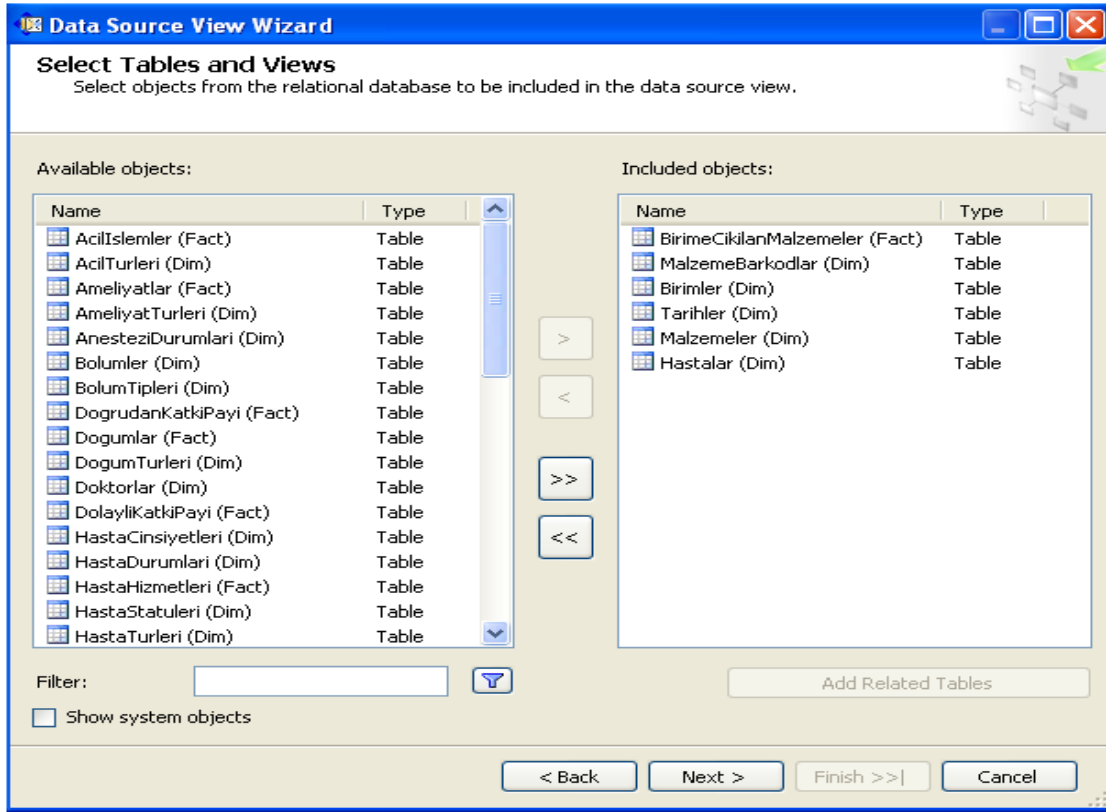 Data Source View Wizard
Select Tables and Views
Select objects from the relational database to be included in the data source view.
Available objects:
Name Type
AcilIslemler (Fact) Table
AcilTurleri (Dim) Table
Ameliyatlar (Fact) Table
AmeliyatTurleri (Dim) Table
AnesteziDurumlari (Dim) Table
Bolumler (Dim) Table
BolumTipleri (Dim) Table
DogrudanKatkiPayi (Fact) Table
Dogumlar (Fact) Table
DogumTurleri (Dim) Table
Doktorlar (Dim) Table
DolayliKatkiPayi (Fact) Table
HastaCinsiyetleri (Dim) Table
HastaDurumlari (Dim) Table
HastaHizmetleri (Fact) Table
HastaStatuleri (Dim) Table
HastaTurleri (Dim) Table
>
<
>>
<<
Included objects:
Name Type
BirimeCikilanMalzemeler (Fact) Table
MalzemeBarkodlar (Dim) Table
Birimler (Dim) Table
Tarihler (Dim) Table
Malzemeler (Dim) Table
Hastalar (Dim) Table
Filter:
Add Related Tables
Show system objects
< Back Next > Finish >>| Cancel